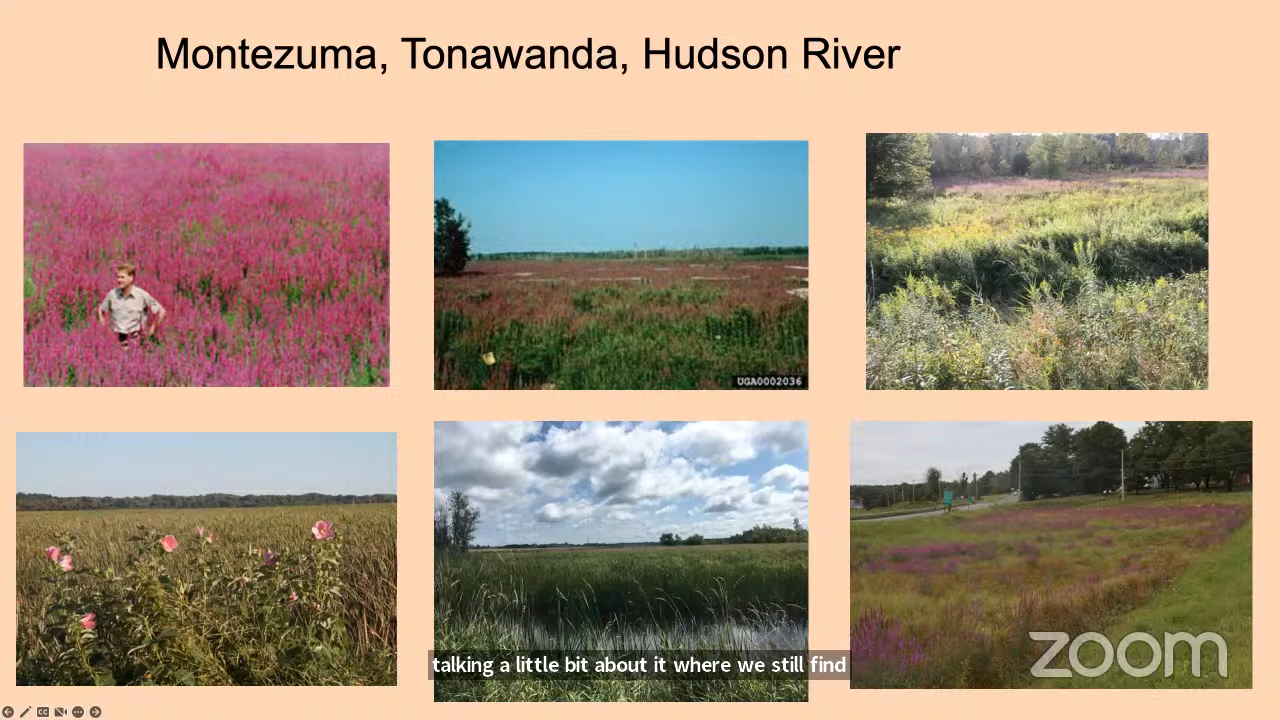 Montezuma, Tonawanda, Hudson River
UGA0002036
talking a little bit about it where we still find
zoom